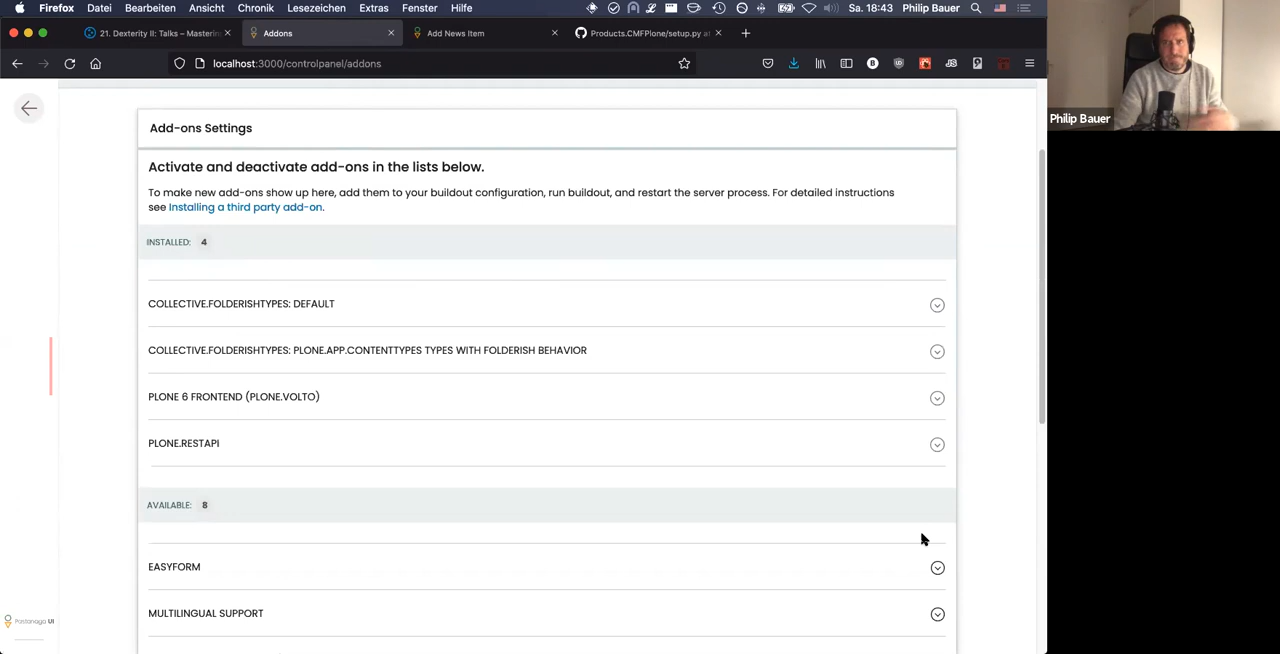 Firefox Datei Bearbeiten Ansicht Chronik Lesezeichen Extras Fenster Hilfe Sa. 18:43 Philip Bauer
21. Dexterity II: Talks – Mastering Addons Add News Item Products.CMFPlone/setup.py at
localhost:3000/controlpanel/addons
Philip Bauer
Add-ons Settings
Activate and deactivate add-ons in the lists below.
To make new add-ons show up here, add them to your buildout configuration, run buildout, and restart the server process. For detailed instructions
see Installing a third party add-on.
INSTALLED: 4
COLLECTIVE.FOLDERISHTYPES: DEFAULT
COLLECTIVE.FOLDERISHTYPES: PLONE.APP.CONTENTTYPES TYPES WITH FOLDERISH BEHAVIOR
PLONE 6 FRONTEND (PLONE.VOLTO)
PLONE.RESTAPI
AVAILABLE: 8
EASYFORM
MULTILINGUAL SUPPORT
Pastanaga UI